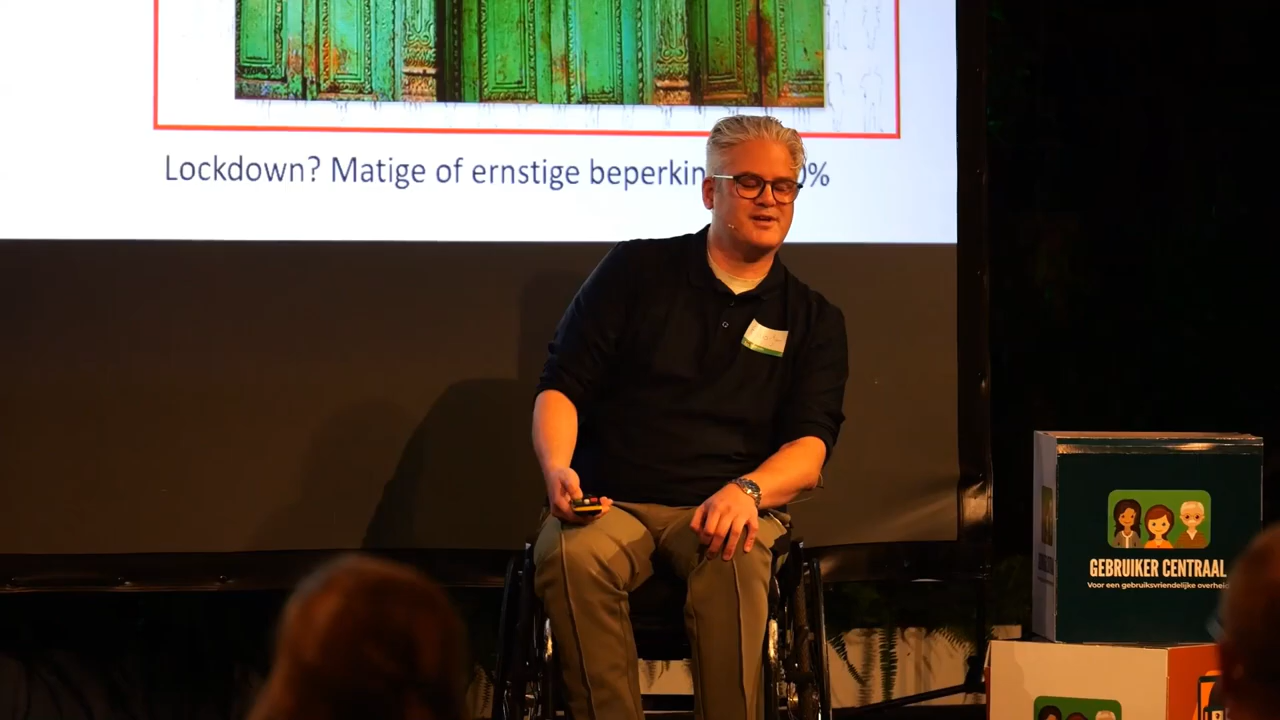 Lockdown? Matige of ernstige beperkin 0%
GEBRUIKER CENTRAAL
Voor een gebruiksvriendelijke overheid